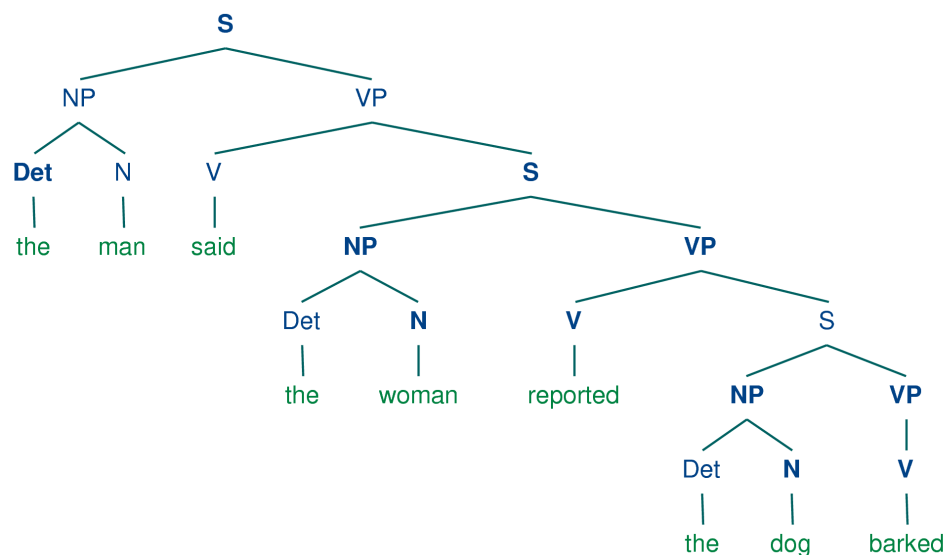 S
NP VP
Det N V S
the man said NP VP
Det N V S
the woman reported NP VP
Det N V
the dog barked